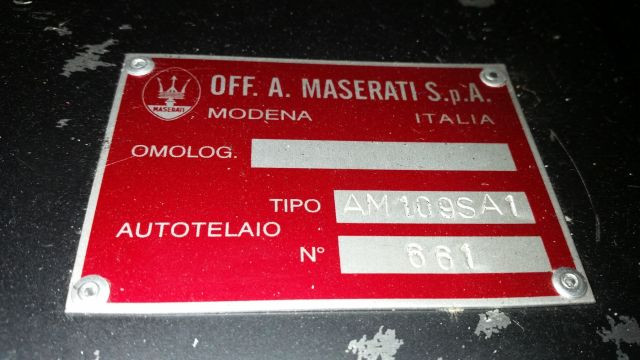 OFF. A. MASERATI S.p.A.
MASERATI
MODENA ITALIA
OMOLOG.
TIPO AM109SA1
AUTOTELAIO
N° 661